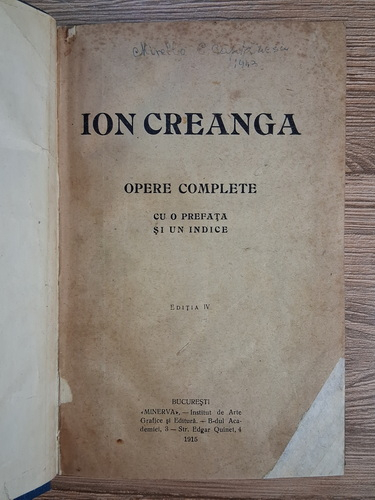 1943
ION CREANGA
OPERE COMPLETE
CU O PREFAȚA
ȘI UN INDICE
EDIȚIA IV
BUCUREȘTI
«MINERVA», — Institut de Arte
Grafice și Editură. — B-dul Aca-
demiei, 3 — Str. Edgar Quinet, 4
1915